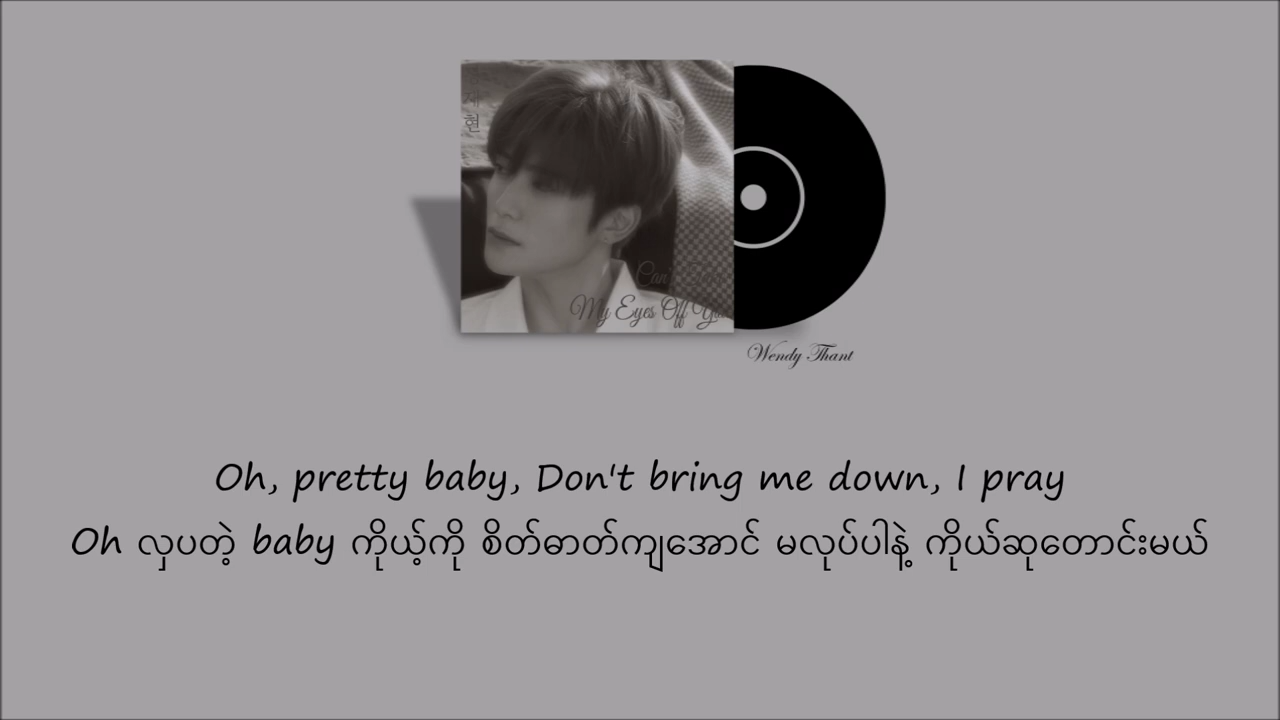 재
현
Can't Take
My Eyes Off You
Wendy Thant
Oh, pretty baby, Don't bring me down, I pray
Oh လှပတဲ့ baby ကိုယ့်ကို စိတ်ဓာတ်ကျအောင် မလုပ်ပါနဲ့ ကိုယ်ဆုတောင်းမယ်